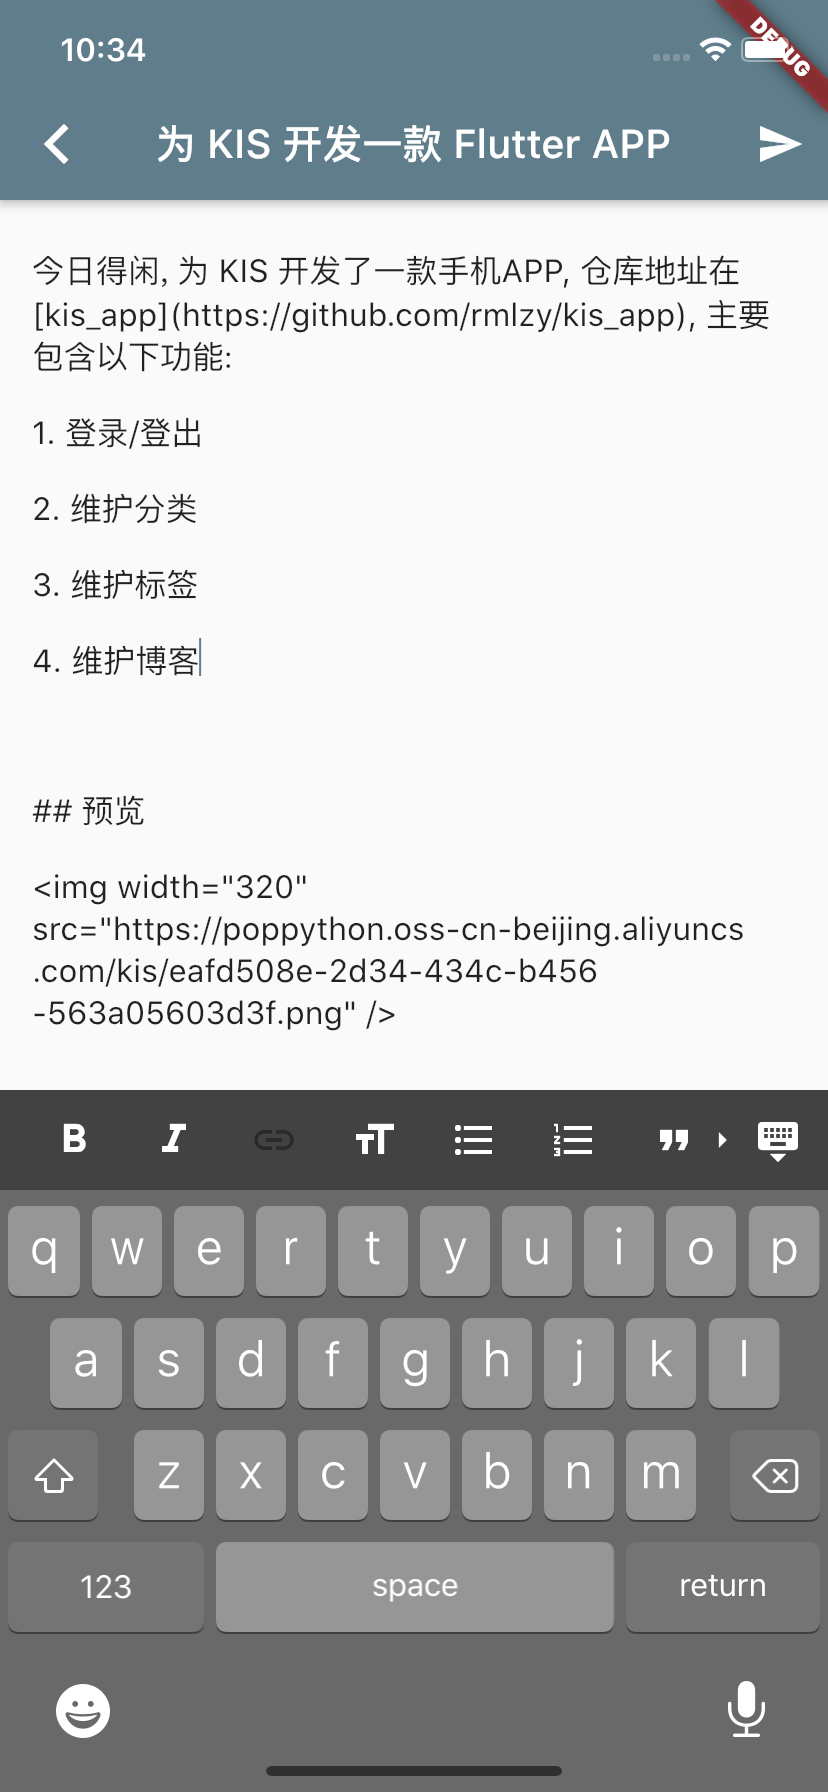 10:34
DEBUG
为 KIS 开发一款 Flutter APP
今日得闲, 为 KIS 开发了一款手机APP, 仓库地址在
[kis_app](https://github.com/rmlzy/kis_app), 主要
包含以下功能:
1. 登录/登出
2. 维护分类
3. 维护标签
4. 维护博客
## 预览
<img width="320"
src="https://poppython.oss-cn-beijing.aliyuncs
.com/kis/eafd508e-2d34-434c-b456
-563a05603d3f.png" />
B I TT 1 2 3 "
q w e r t y u i o p
a s d f g h j k l
z x c v b n m
123 space return